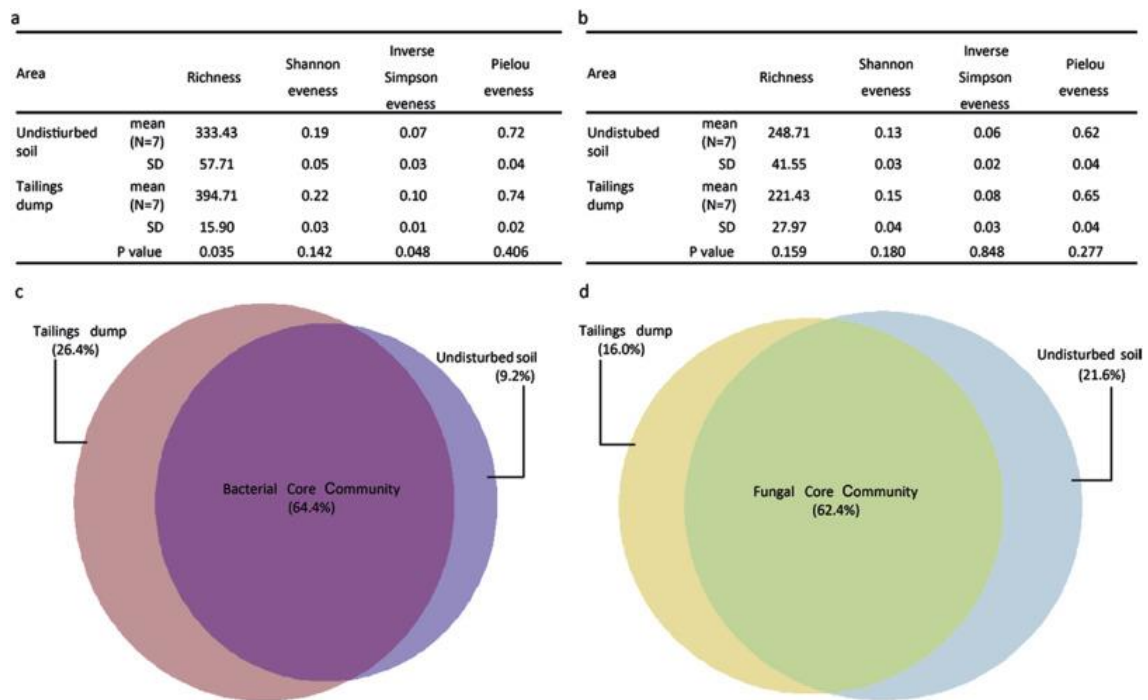 a
Area Richness Shannon eveness Inverse Simpson eveness Pielou eveness
Undistiurbed soil mean (N=7) 333.43 0.19 0.07 0.72
SD 57.71 0.05 0.03 0.04
Tailings dump mean (N=7) 394.71 0.22 0.10 0.74
SD 15.90 0.03 0.01 0.02
P value 0.035 0.142 0.048 0.406
b
Area Richness Shannon eveness Inverse Simpson eveness Pielou eveness
Undistubed soil mean (N=7) 248.71 0.13 0.06 0.62
SD 41.55 0.03 0.02 0.04
Tailings dump mean (N=7) 221.43 0.15 0.08 0.65
SD 27.97 0.04 0.03 0.04
P value 0.159 0.180 0.848 0.277
c
Tailings dump
(26.4%)
Undisturbed soil
(9.2%)
Bacterial Core Community
(64.4%)
d
Tailings dump
(16.0%)
Undisturbed soil
(21.6%)
Fungal Core Community
(62.4%)